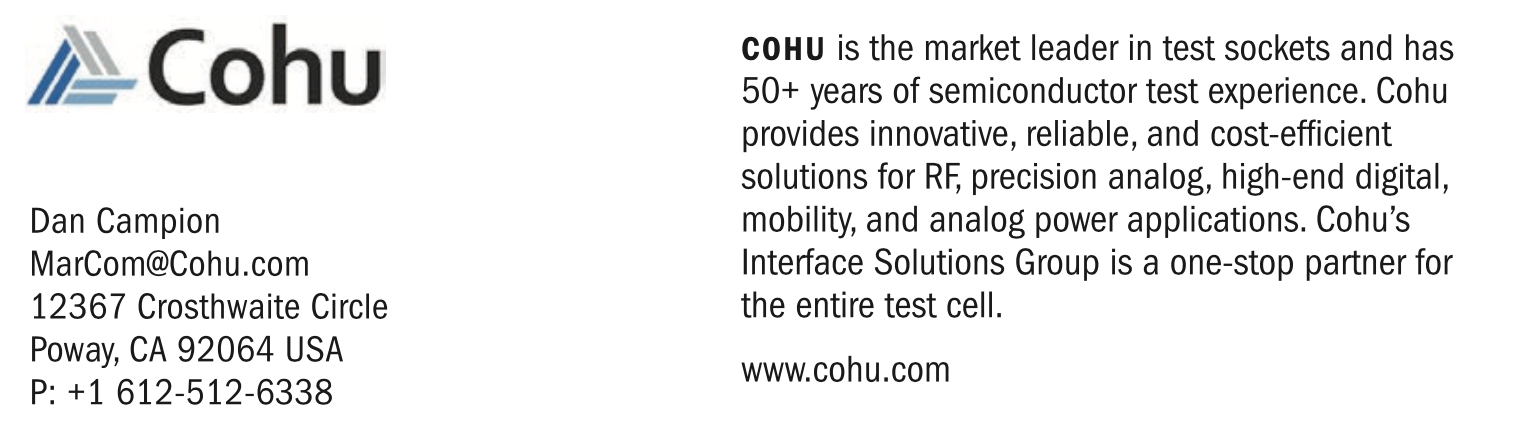 Cohu
Dan Campion
MarCom@Cohu.com
12367 Crosthwaite Circle
Poway, CA 92064 USA
P: +1 612-512-6338
COHU is the market leader in test sockets and has
50+ years of semiconductor test experience. Cohu
provides innovative, reliable, and cost-efficient
solutions for RF, precision analog, high-end digital,
mobility, and analog power applications. Cohu’s
Interface Solutions Group is a one-stop partner for
the entire test cell.
www.cohu.com